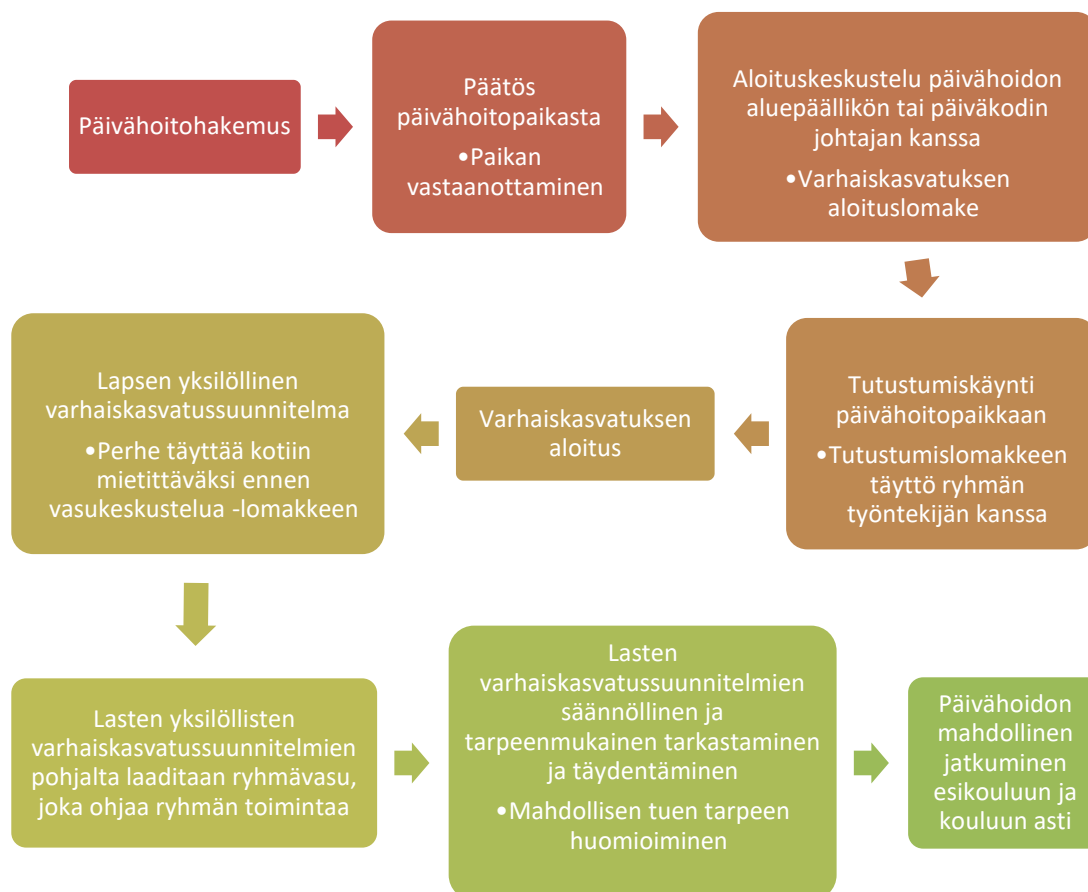 Päivähoitohakemus
Päätös
päivähoitopaikasta
•Paikan
vastaanottaminen
Aloituskeskustelu päivähoidon
aluepäällikön tai päiväkodin
johtajan kanssa
•Varhaiskasvatuksen
aloituslomake
Tutustumiskäynti
päivähoitopaikkaan
•Tutustumislomakkeen
täyttö ryhmän
työntekijän kanssa
Varhaiskasvatuksen
aloitus
Lapsen yksilöllinen
varhaiskasvatussuunnitelma
•Perhe täyttää kotiin
mietittäväksi ennen
vasukeskustelua -lomakkeen
Lasten yksilöllisten
varhaiskasvatussuunnitelmien
pohjalta laaditaan ryhmävasu,
joka ohjaa ryhmän toimintaa
Lasten
varhaiskasvatussuunnitelmien
säännöllinen ja
tarpeenmukainen tarkastaminen
ja täydentäminen
•Mahdollisen tuen tarpeen
huomioiminen
Päivähoidon
mahdollinen
jatkuminen
esikouluun ja
kouluun asti